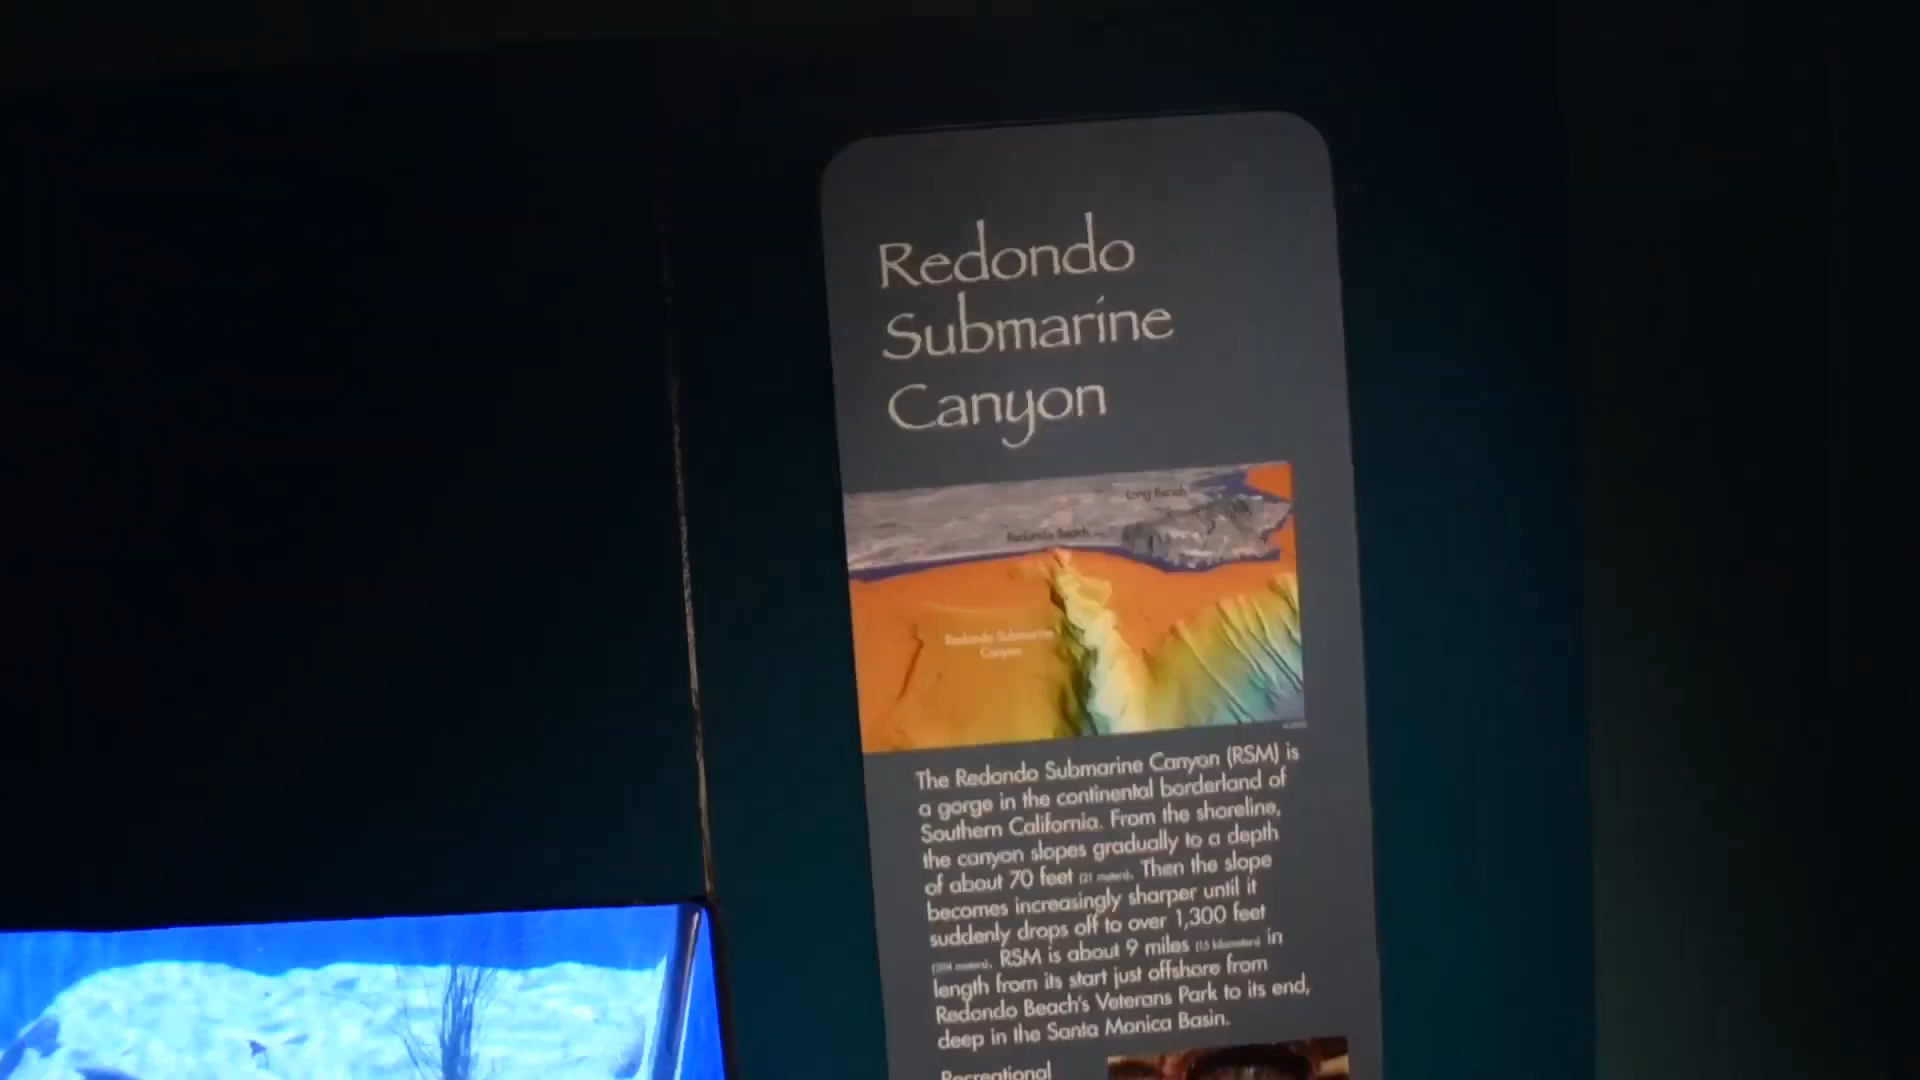 Redondo
Submarine
Canyon
Long Beach
Redondo Beach
Redondo Submarine
Canyon
The Redondo Submarine Canyon (RSM) is
a gorge in the continental borderland of
Southern California. From the shoreline,
the canyon slopes gradually to a depth
of about 70 feet (21 meters). Then the slope
becomes increasingly sharper until it
suddenly drops off to over 1,300 feet
RSM is about 9 miles (15 kilometers) in
length from its start just offshore from
Redondo Beach's Veterans Park to its end,
deep in the Santa Monica Basin.
Recreational